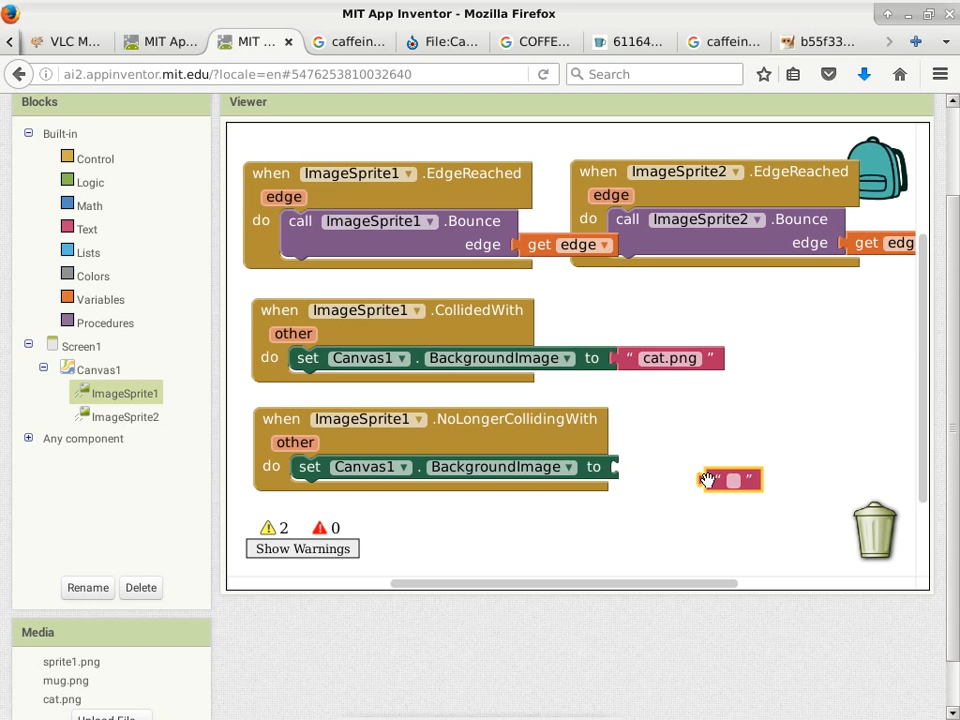 MIT App Inventor - Mozilla Firefox
VLC M...
MIT Ap...
MIT ...
caffein...
File:Ca...
COFFE...
61164...
caffein...
b55f33...
ai2.appinventor.mit.edu/?locale=en#5476253810032640
Search
Blocks
Built-in
Control
Logic
Math
Text
Lists
Colors
Variables
Procedures
Screen1
Canvas1
ImageSprite1
ImageSprite2
Any component
Rename
Delete
Media
sprite1.png
mug.png
cat.png
Upload File...
Viewer
when ImageSprite1 .EdgeReached
edge
do call ImageSprite1 .Bounce
edge get edge
when ImageSprite2 .EdgeReached
edge
do call ImageSprite2 .Bounce
edge get edg
when ImageSprite1 .CollidedWith
other
do set Canvas1 . BackgroundImage to “ cat.png ”
when ImageSprite1 .NoLongerCollidingWith
other
do set Canvas1 . BackgroundImage to
“ ”
2 0
Show Warnings